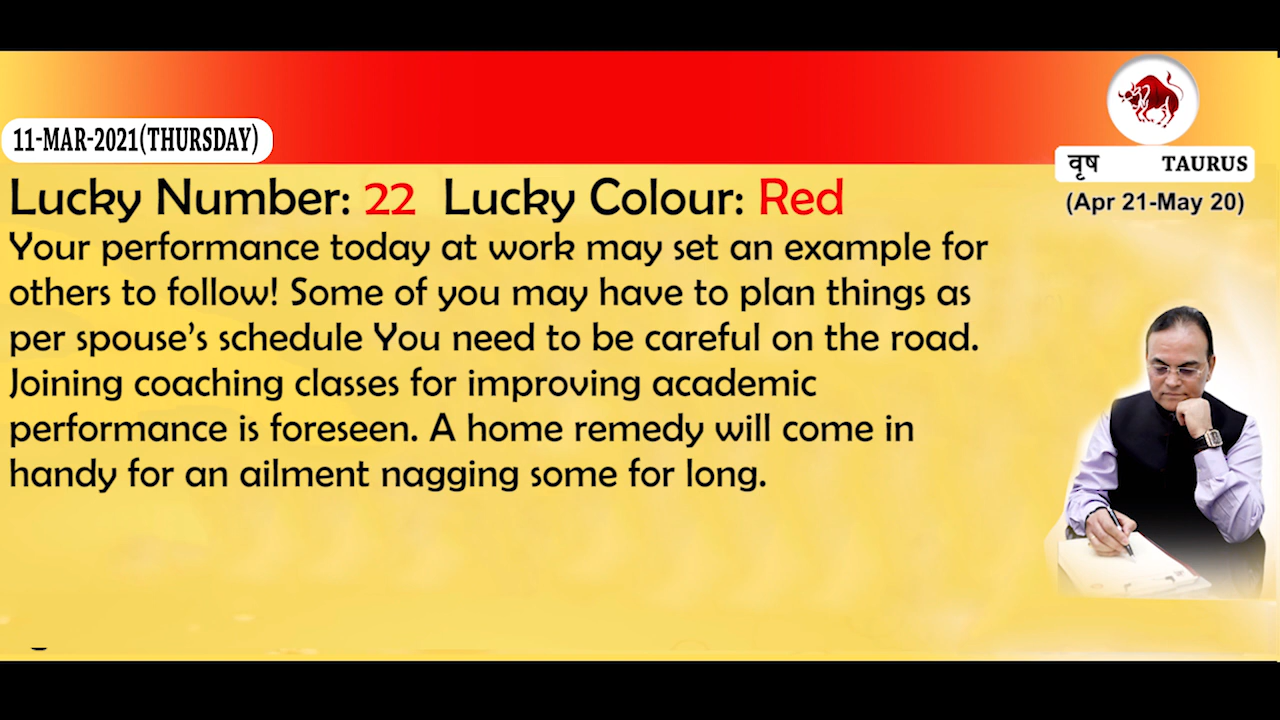 11-MAR-2021(THURSDAY)
वृष TAURUS
(Apr 21-May 20)
Lucky Number: 22 Lucky Colour: Red
Your performance today at work may set an example for
others to follow! Some of you may have to plan things as
per spouse’s schedule You need to be careful on the road.
Joining coaching classes for improving academic
performance is foreseen. A home remedy will come in
handy for an ailment nagging some for long.